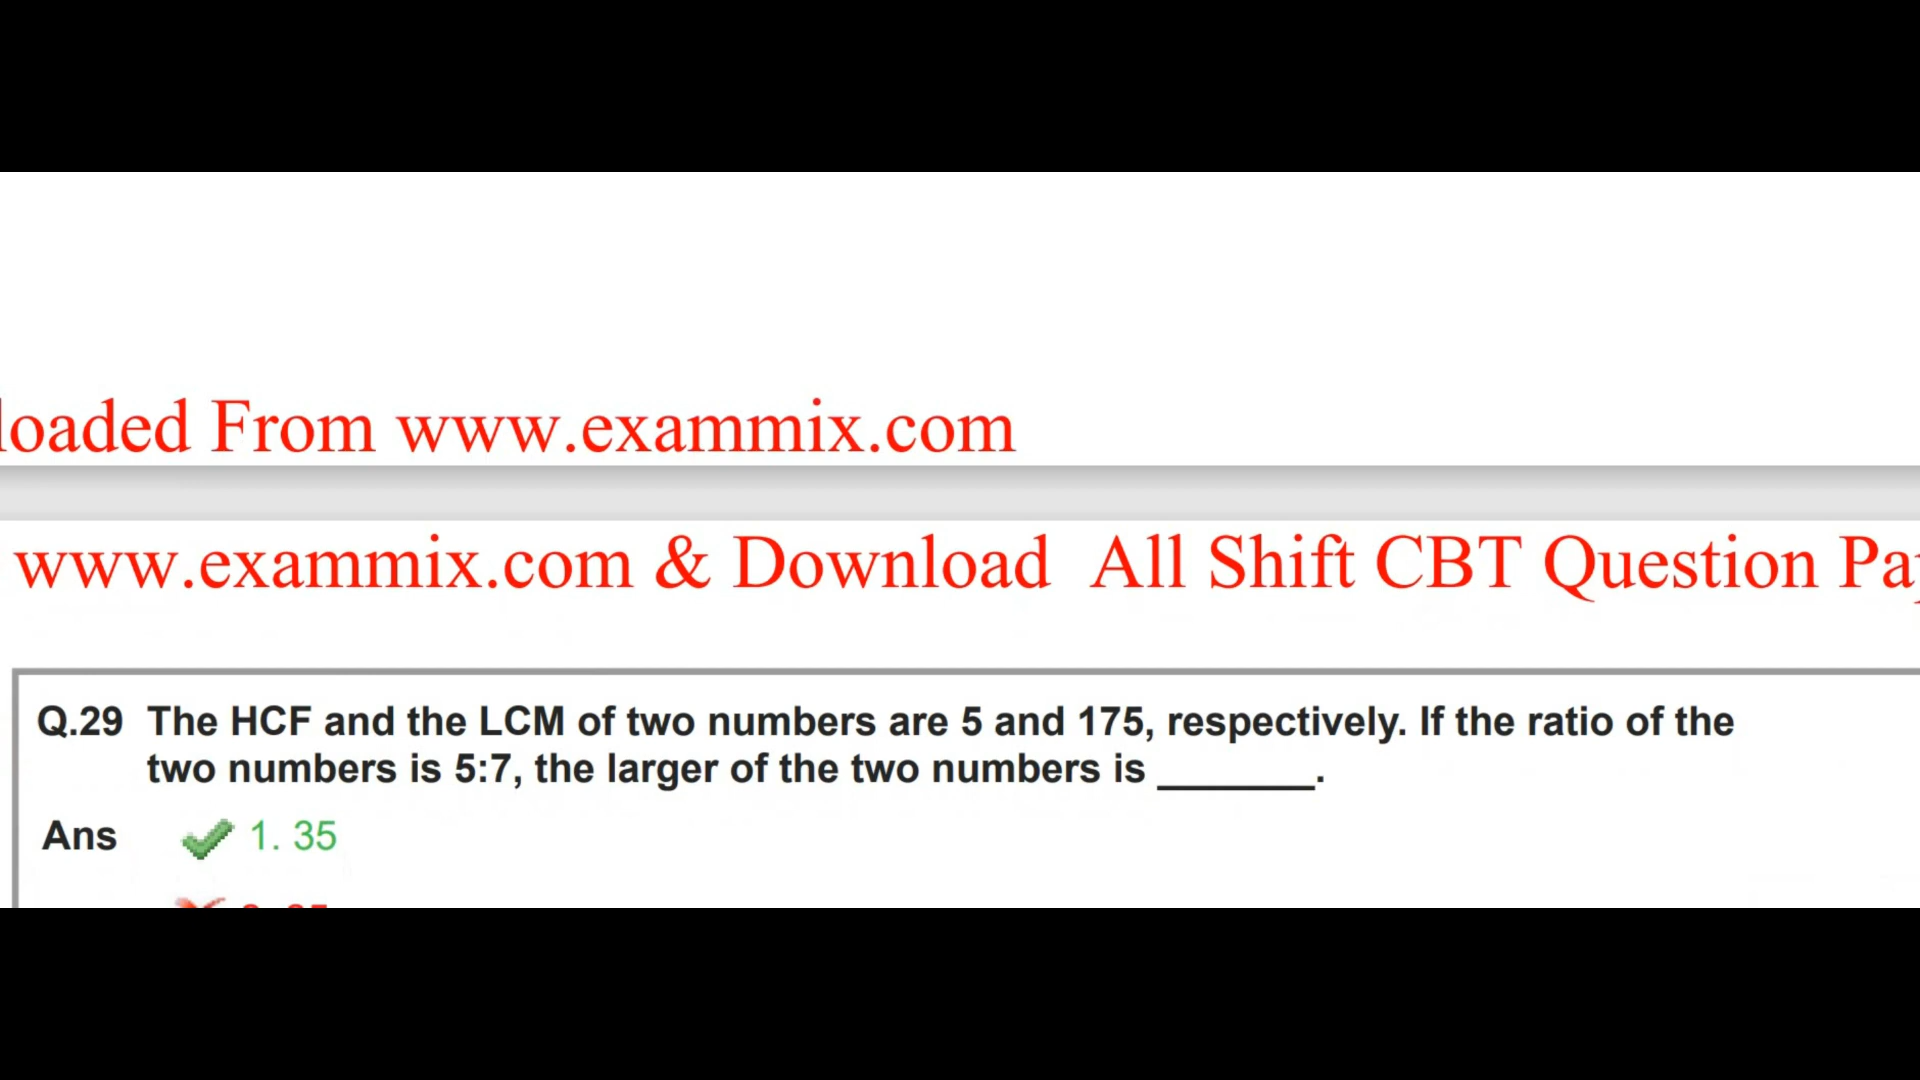 From www.exammix.com
www.exammix.com & Download All Shift CBT Question
Q.29 The HCF and the LCM of two numbers are 5 and 175, respectively. If the ratio of the
two numbers is 5:7, the larger of the two numbers is _______.
Ans 1. 35